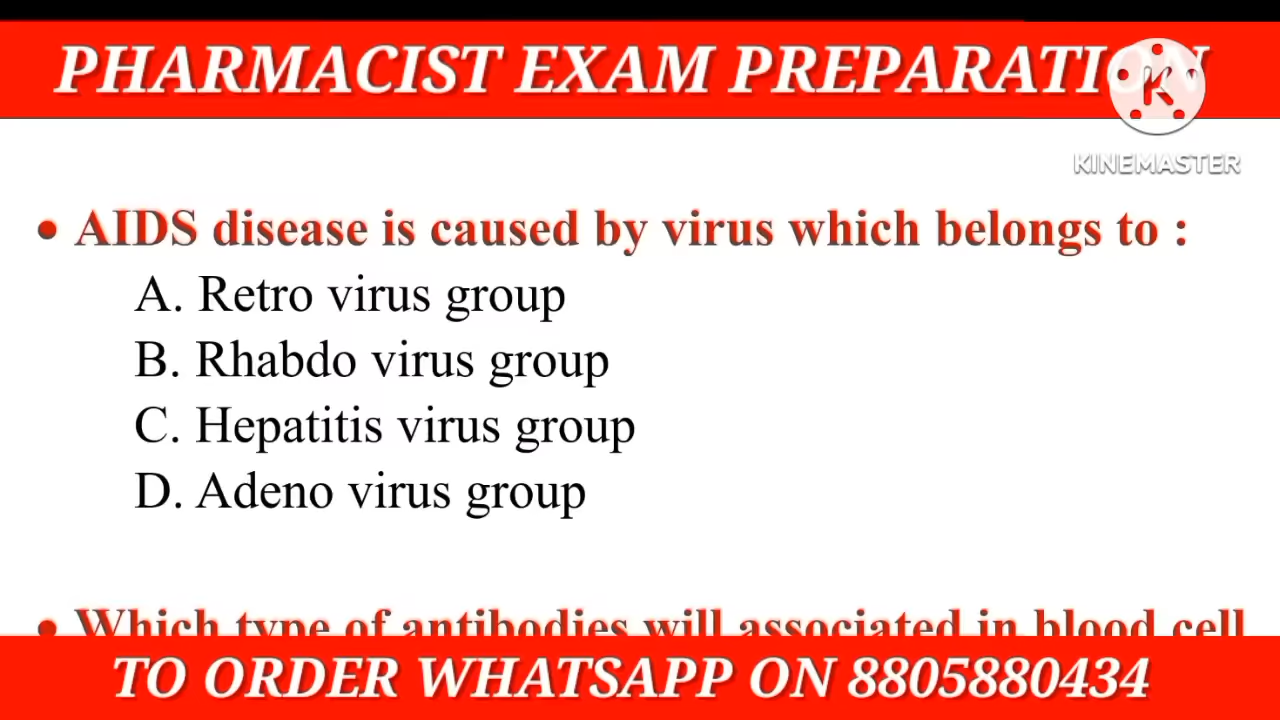 PHARMACIST EXAM PREPARATION
K
KINEMASTER
• AIDS disease is caused by virus which belongs to :
A. Retro virus group
B. Rhabdo virus group
C. Hepatitis virus group
D. Adeno virus group
• Which type of antibodies will associated in blood cell
TO ORDER WHATSAPP ON 8805880434